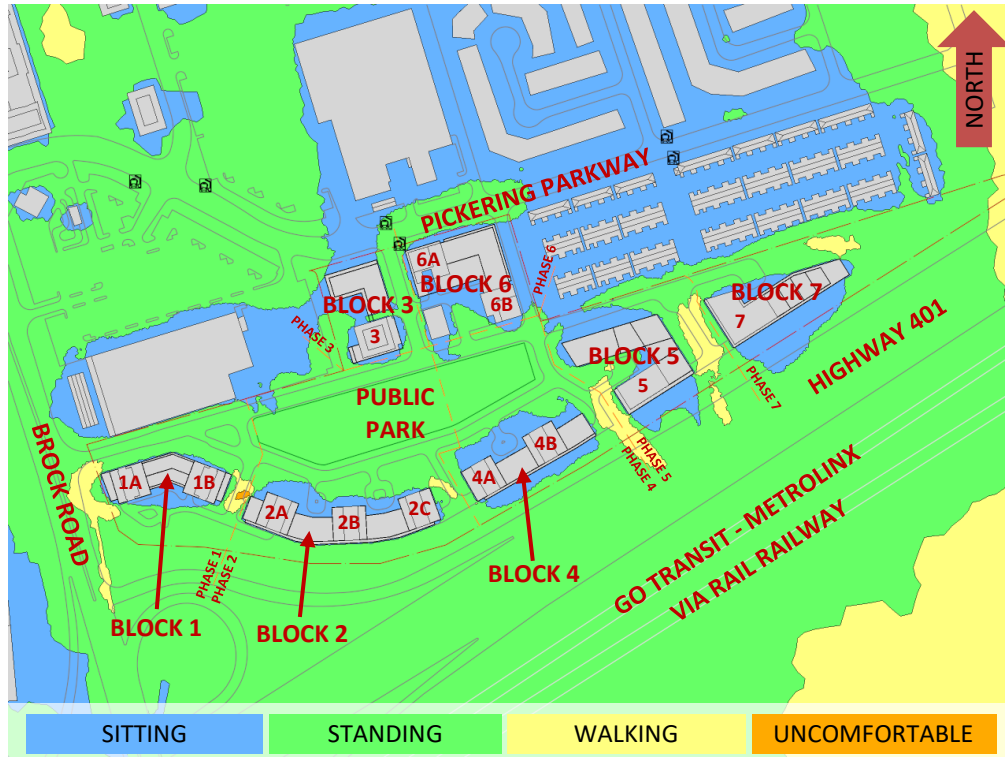 NORTH
PICKERING PARKWAY
6A
BLOCK 6
6B
PHASE 6
BLOCK 3
3
PHASE 3
BLOCK 7
7
PHASE 7
BLOCK 5
5
HIGHWAY 401
PUBLIC
PARK
BROCK ROAD
1A
1B
2A
2B
2C
4A
4B
PHASE 5
PHASE 4
PHASE 1
PHASE 2
BLOCK 1
BLOCK 2
BLOCK 4
GO TRANSIT - METROLINX
VIA RAIL RAILWAY
SITTING
STANDING
WALKING
UNCOMFORTABLE